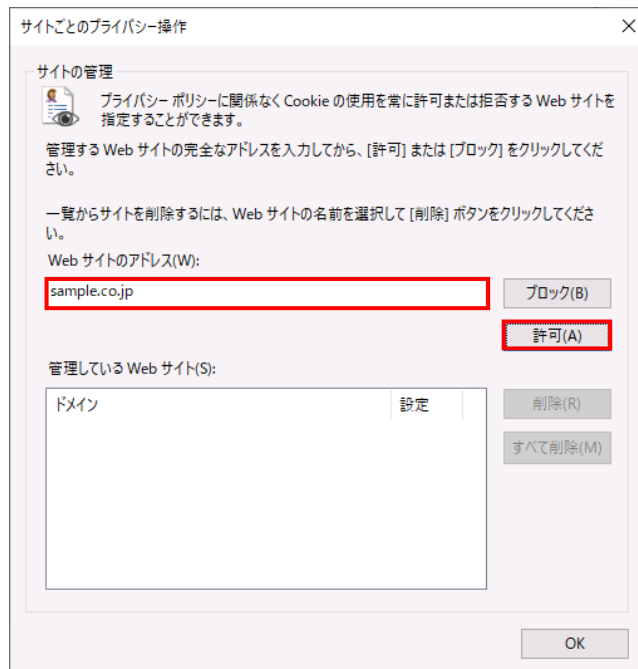 サイトごとのプライバシー操作
サイトの管理
プライバシー ポリシーに関係なく Cookie の使用を常に許可または拒否する Web サイトを
指定することができます。
管理する Web サイトの完全なアドレスを入力してから、[許可] または [ブロック] をクリックしてくだ
さい。
一覧からサイトを削除するには、Web サイトの名前を選択して [削除] ボタンをクリックしてくださ
い。
Web サイトのアドレス(W):
sample.co.jp
ブロック(B)
許可(A)
管理している Web サイト(S):
ドメイン 設定
削除(R)
すべて削除(M)
OK